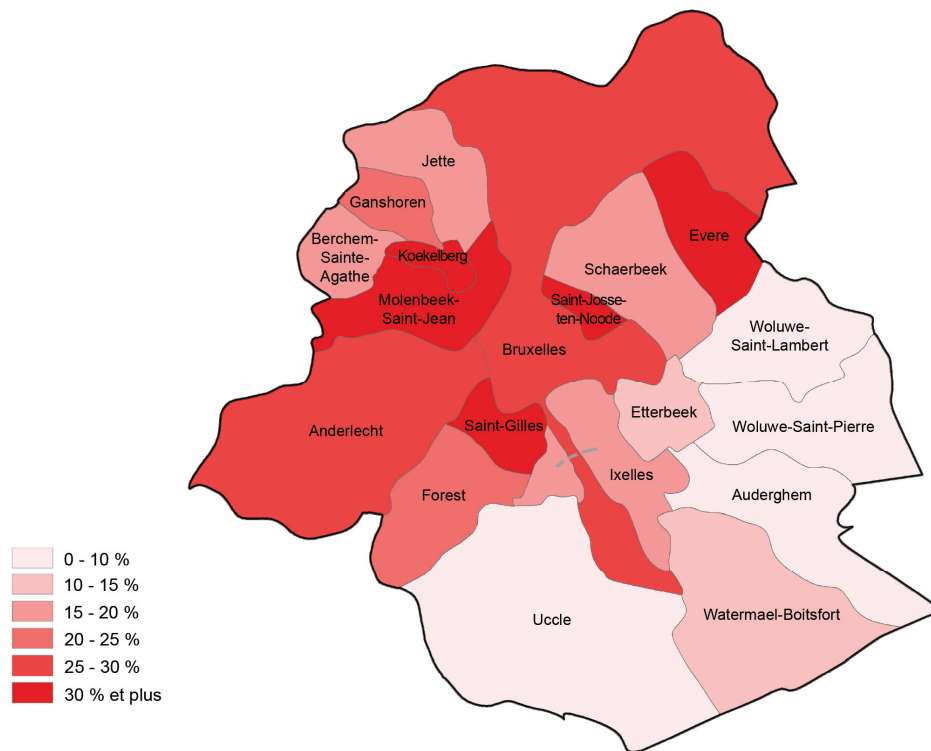 Jette
Ganshoren
Berchem-
Sainte-
Agathe
Koekelberg
Molenbeek-
Saint-Jean
Evere
Schaerbeek
Saint-Josse-
ten-Noode
Bruxelles
Woluwe-
Saint-Lambert
Etterbeek
Woluwe-Saint-Pierre
Anderlecht
Saint-Gilles
Ixelles
Forest
Auderghem
Uccle
Watermael-Boitsfort
0 - 10 %
10 - 15 %
15 - 20 %
20 - 25 %
25 - 30 %
30 % et plus